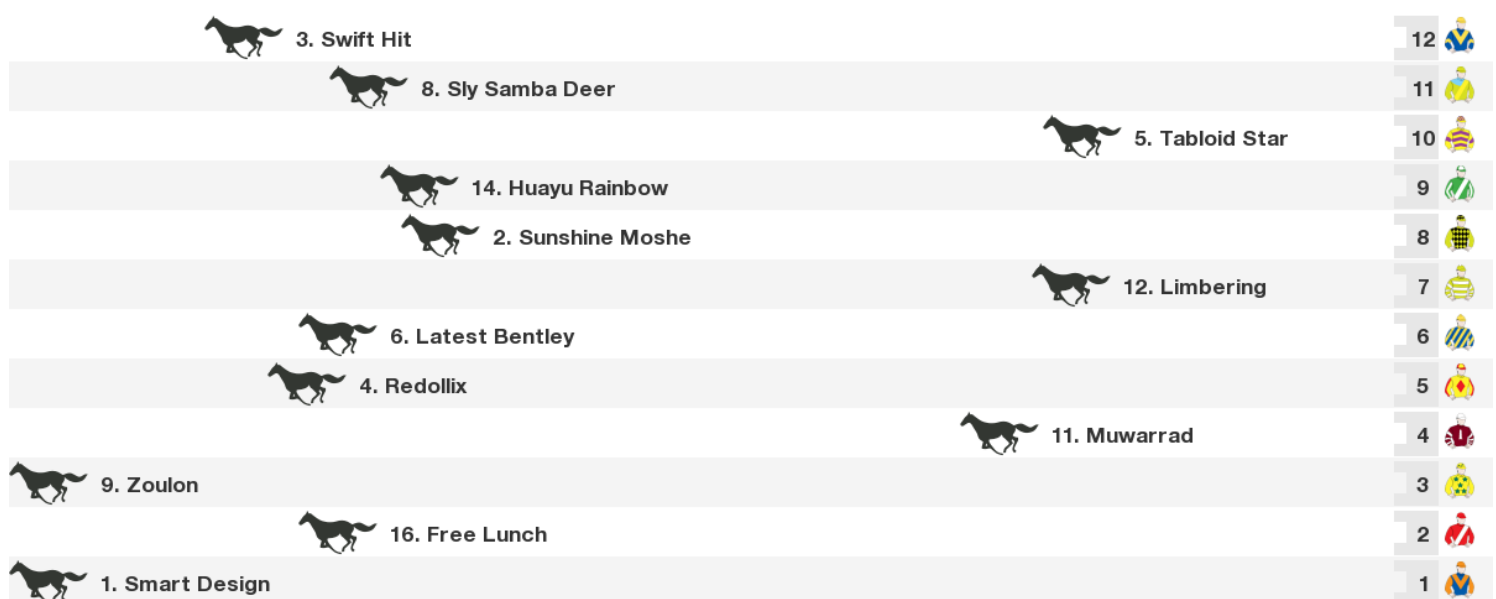 3. Swift Hit 12
8. Sly Samba Deer 11
5. Tabloid Star 10
14. Huayu Rainbow 9
2. Sunshine Moshe 8
12. Limbering 7
6. Latest Bentley 6
4. Redollix 5
11. Muwarrad 4
9. Zoulon 3
16. Free Lunch 2
1. Smart Design 1